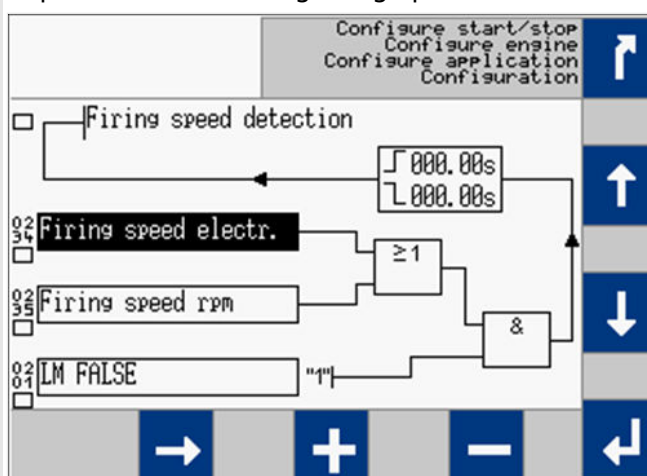 Configure start/stop
Configure engine
Configure application
Configuration
Firing speed detection
000.00s
000.00s
02
34
Firing speed electr.
≥1
02
35
Firing speed rpm
&
02
01
LM FALSE
"1"